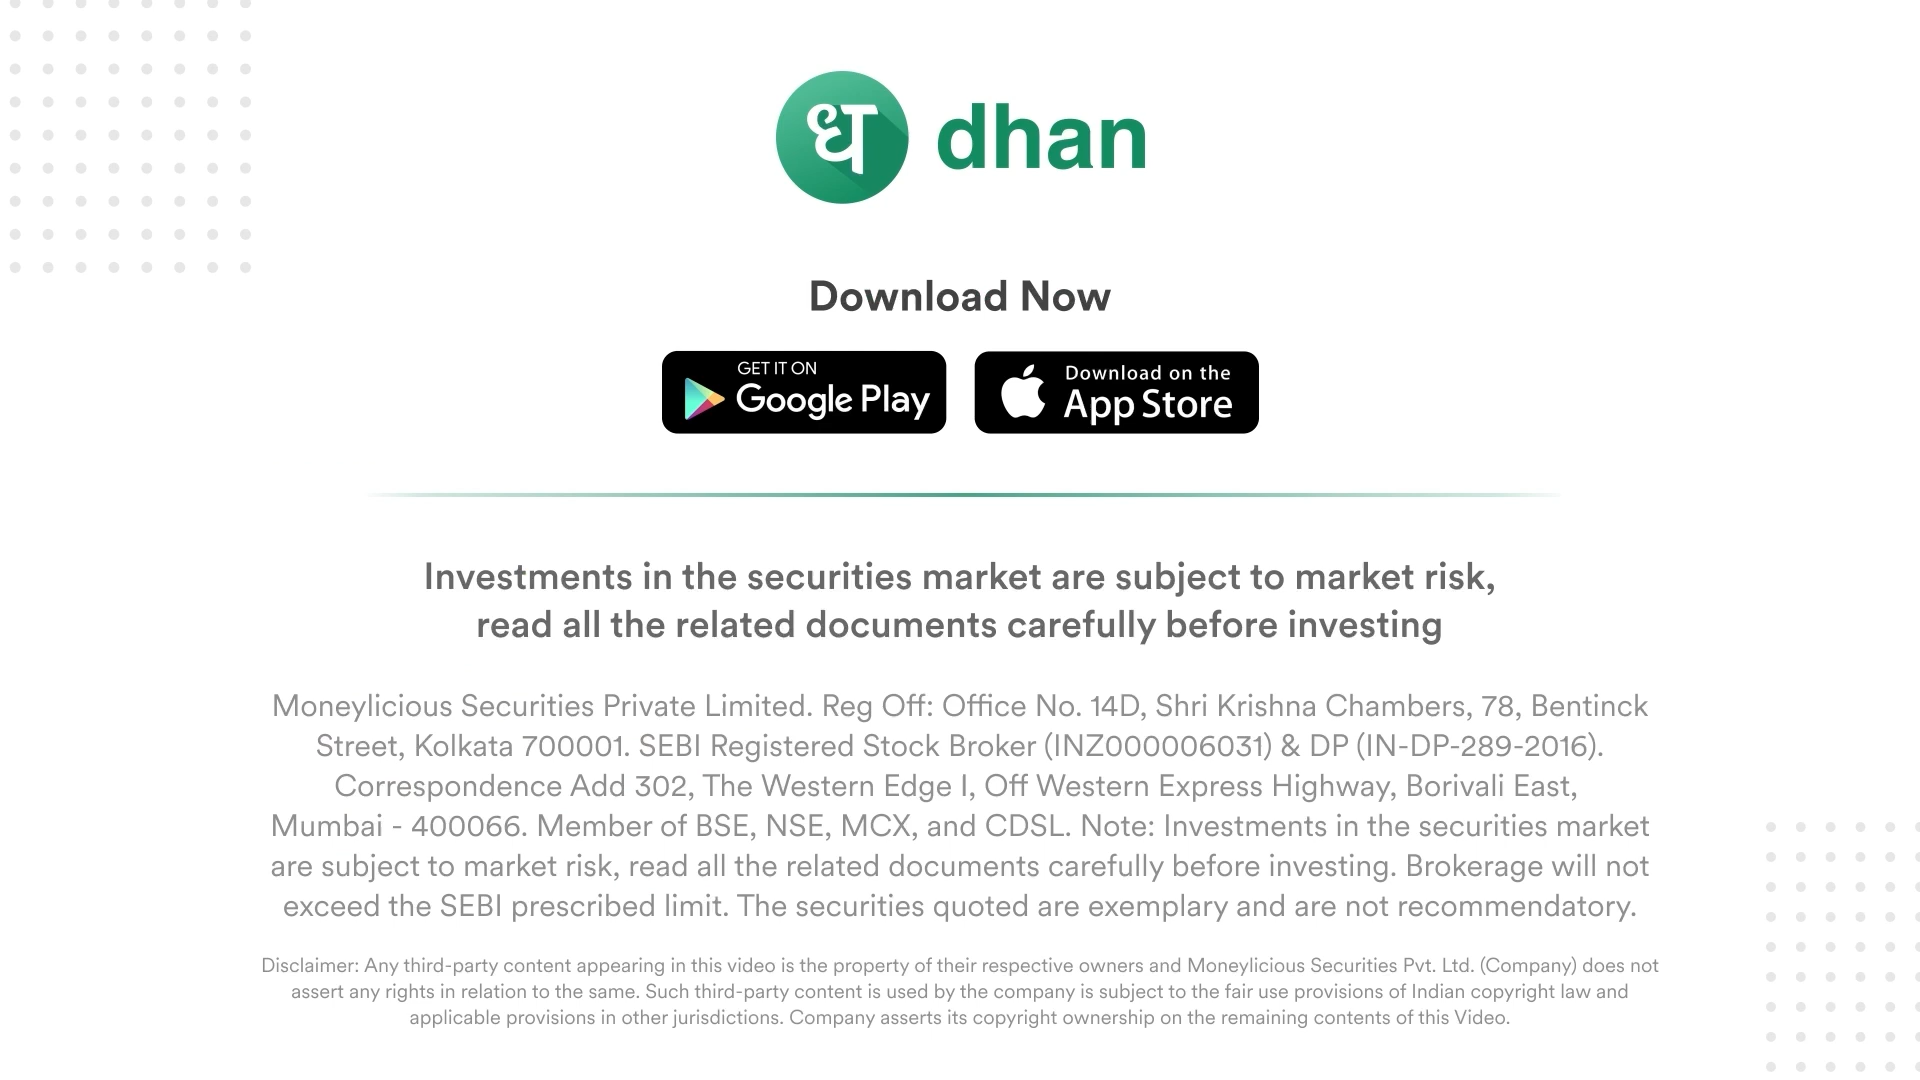 ध dhan
Download Now
GET IT ON
Google Play
Download on the
App Store
Investments in the securities market are subject to market risk,
read all the related documents carefully before investing
Moneylicious Securities Private Limited. Reg Off: Office No. 14D, Shri Krishna Chambers, 78, Bentinck
Street, Kolkata 700001. SEBI Registered Stock Broker (INZ000006031) & DP (IN-DP-289-2016).
Correspondence Add 302, The Western Edge I, Off Western Express Highway, Borivali East,
Mumbai - 400066. Member of BSE, NSE, MCX, and CDSL. Note: Investments in the securities market
are subject to market risk, read all the related documents carefully before investing. Brokerage will not
exceed the SEBI prescribed limit. The securities quoted are exemplary and are not recommendatory.
Disclaimer: Any third-party content appearing in this video is the property of their respective owners and Moneylicious Securities Pvt. Ltd. (Company) does not
assert any rights in relation to the same. Such third-party content is used by the company is subject to the fair use provisions of Indian copyright law and
applicable provisions in other jurisdictions. Company asserts its copyright ownership on the remaining contents of this Video.